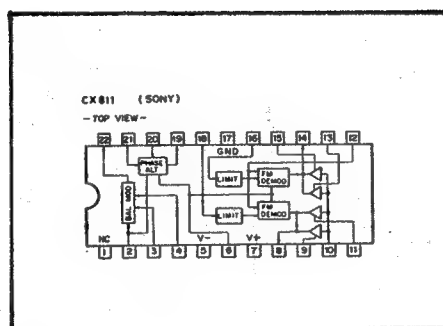 CX811 (SONY)
- TOP VIEW -
22 21 20 19 18 17 16 15 14 13 12
GND
PHASE ALT
BAL MOD
LIMIT
FM DEMOD
LIMIT
FM DEMOD
NC V- V+
1 2 3 4 5 6 7 8 9 10 11